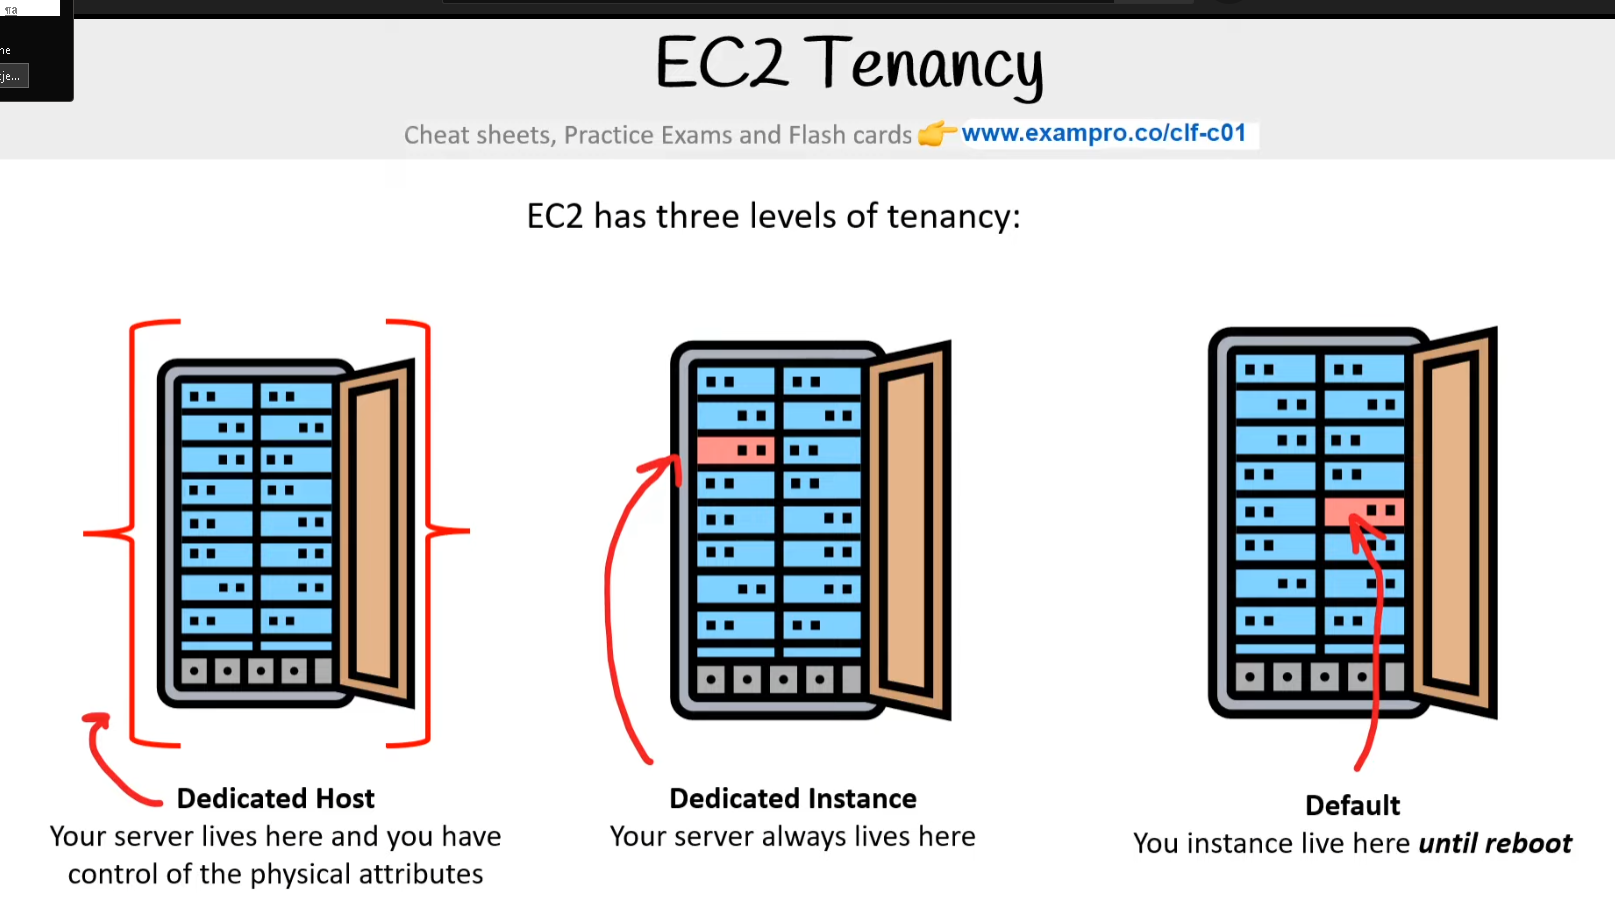 ¶a
ne
je...
EC2 Tenancy
Cheat sheets, Practice Exams and Flash cards 👉 www.exampro.co/clf-c01
EC2 has three levels of tenancy:
Dedicated Host
Your server lives here and you have
control of the physical attributes
Dedicated Instance
Your server always lives here
Default
You instance live here until reboot